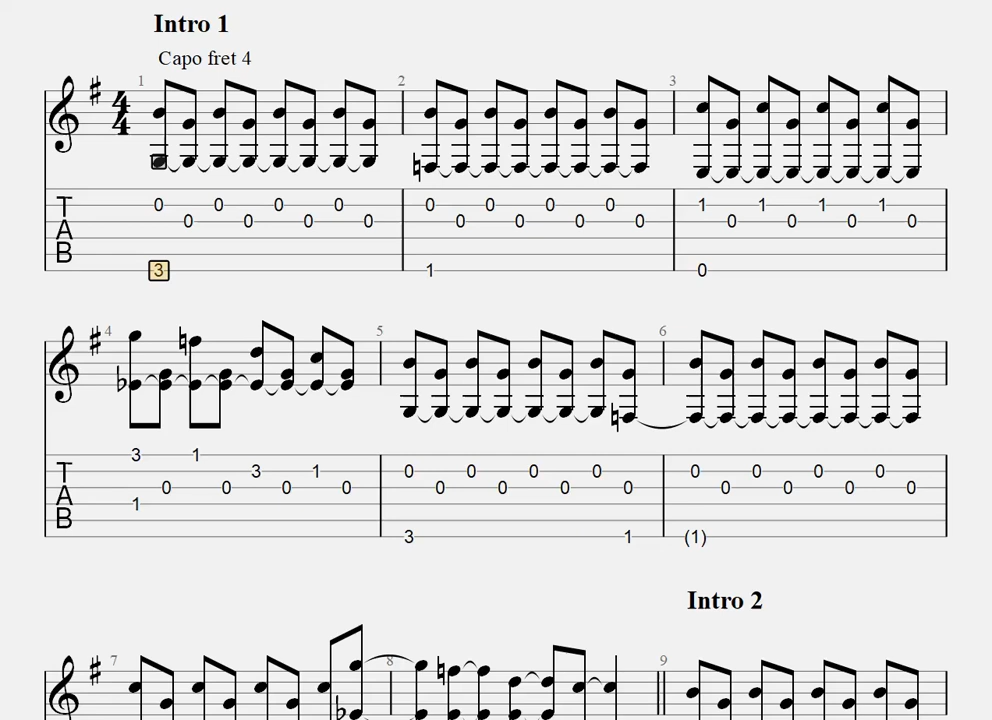 Intro 1
Capo fret 4
1 2 3
4
4
T 0 0 0 0 0 0 0 0 1 1 1 1
A 0 0 0 0 0 0 0 0 0 0 0 0
B
3 1 0
4 5 6
3 1
T 3 1 0 0 0 0 0 0 0 0
0 0 0 0 0 0 0 0 0 0 0 0
A 1
B
3 1 (1)
Intro 2
7 8 9